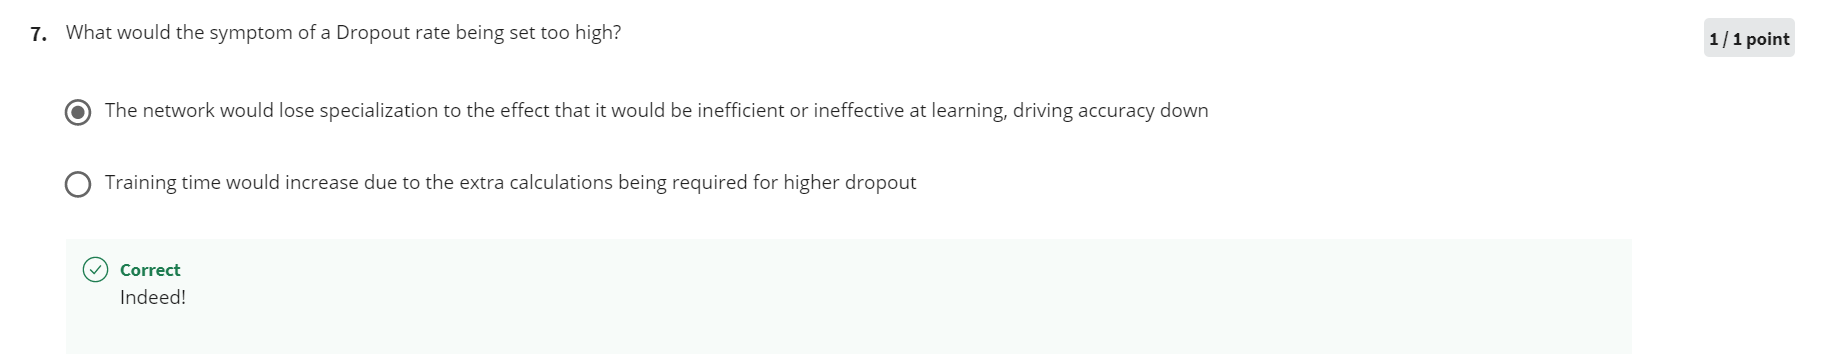 7. What would the symptom of a Dropout rate being set too high?
1 / 1 point
The network would lose specialization to the effect that it would be inefficient or ineffective at learning, driving accuracy down
Training time would increase due to the extra calculations being required for higher dropout
Correct
Indeed!